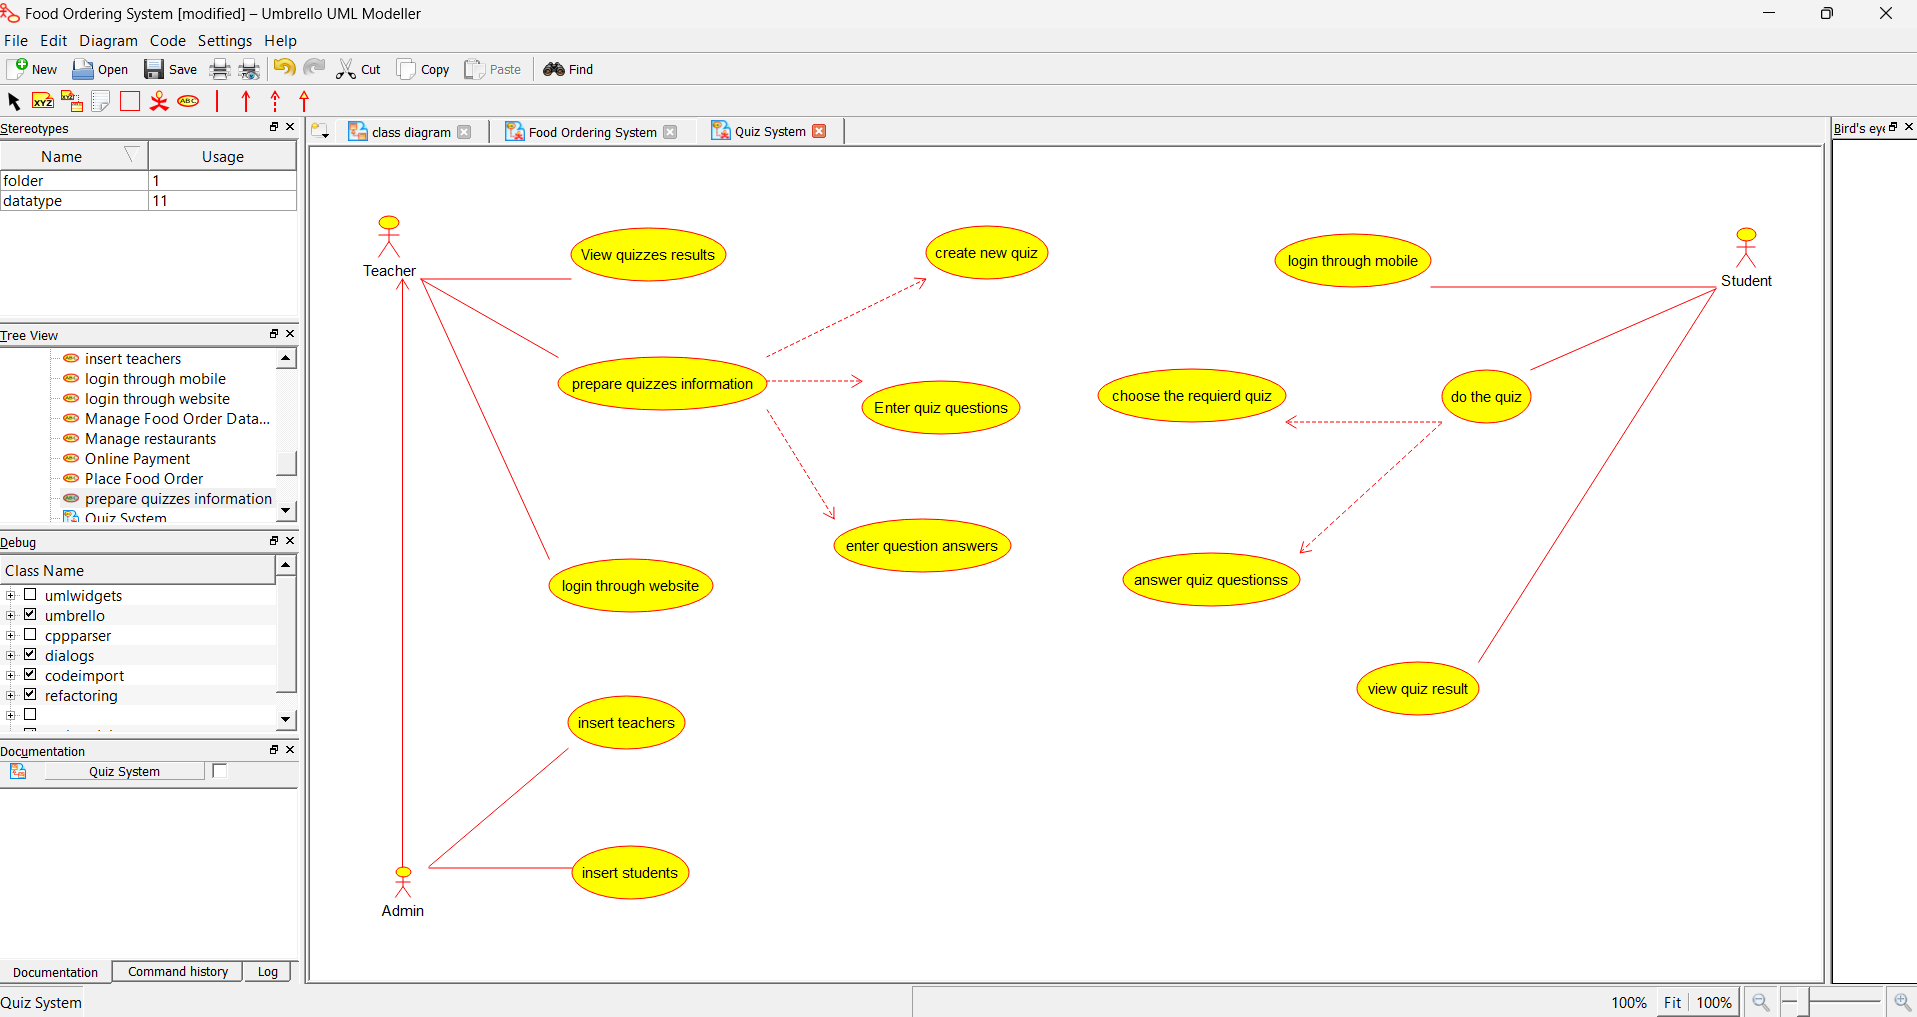 Food Ordering System [modified] – Umbrello UML Modeller
File Edit Diagram Code Settings Help
New Open Save Cut Copy Paste Find
XYZ ABC
Stereotypes
Name Usage
folder 1
datatype 11
Tree View
insert teachers
login through mobile
login through website
Manage Food Order Data...
Manage restaurants
Online Payment
Place Food Order
prepare quizzes information
Quiz System
Debug
Class Name
umlwidgets
umbrello
cppparser
dialogs
codeimport
refactoring
Documentation
Quiz System
Documentation Command history Log
Quiz System
class diagram Food Ordering System Quiz System
Teacher
View quizzes results
create new quiz
login through mobile
Student
prepare quizzes information
Enter quiz questions
choose the requierd quiz
do the quiz
enter question answers
login through website
answer quiz questionss
view quiz result
insert teachers
insert students
Admin
Bird's eye
100% Fit 100%